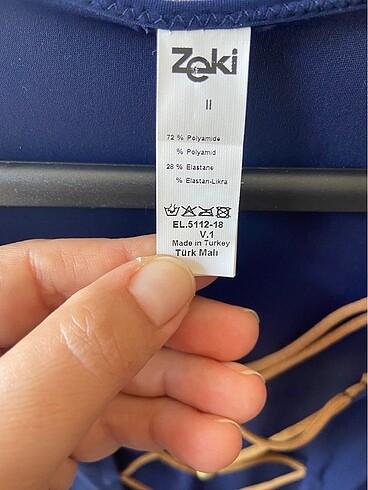 Zeki
II
72 % Polyamide
% Polyamid
28 % Elastane
% Elastan-Likra
EL.5112-18
V.1
Made in Turkey
Türk Malı